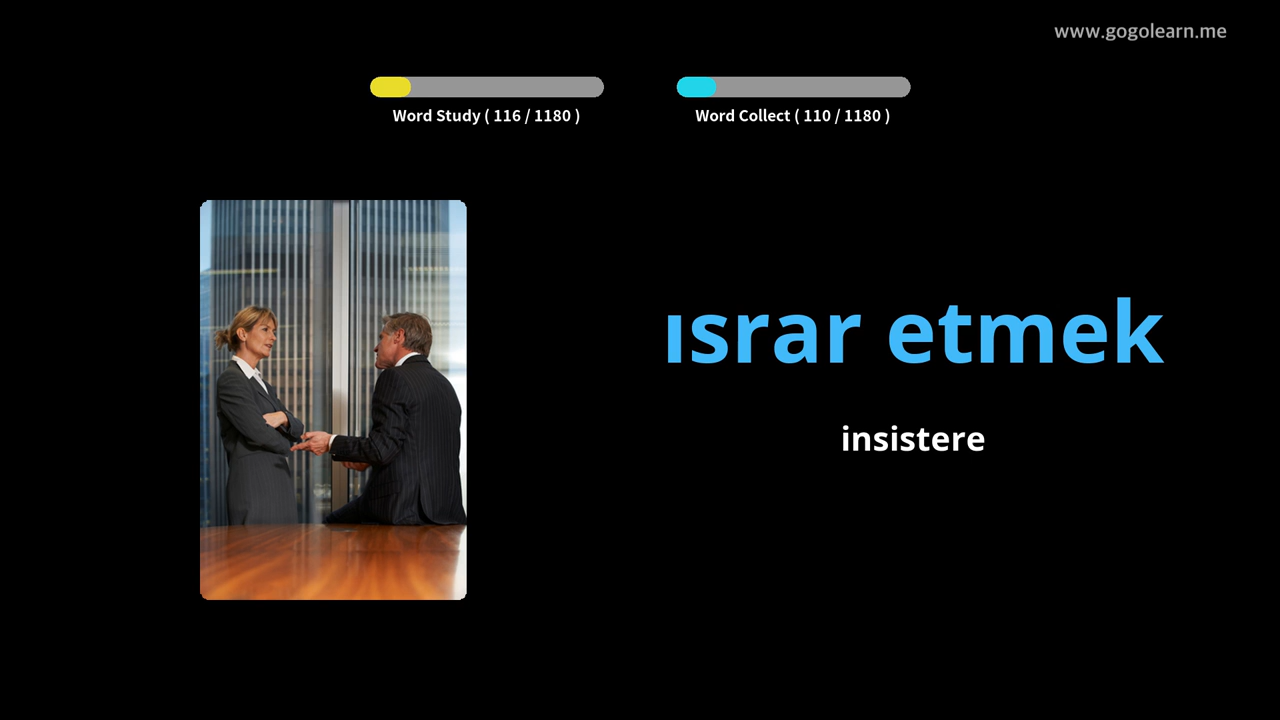 www.gogolearn.me
Word Study ( 116 / 1180 )
Word Collect ( 110 / 1180 )
ısrar etmek
insistere